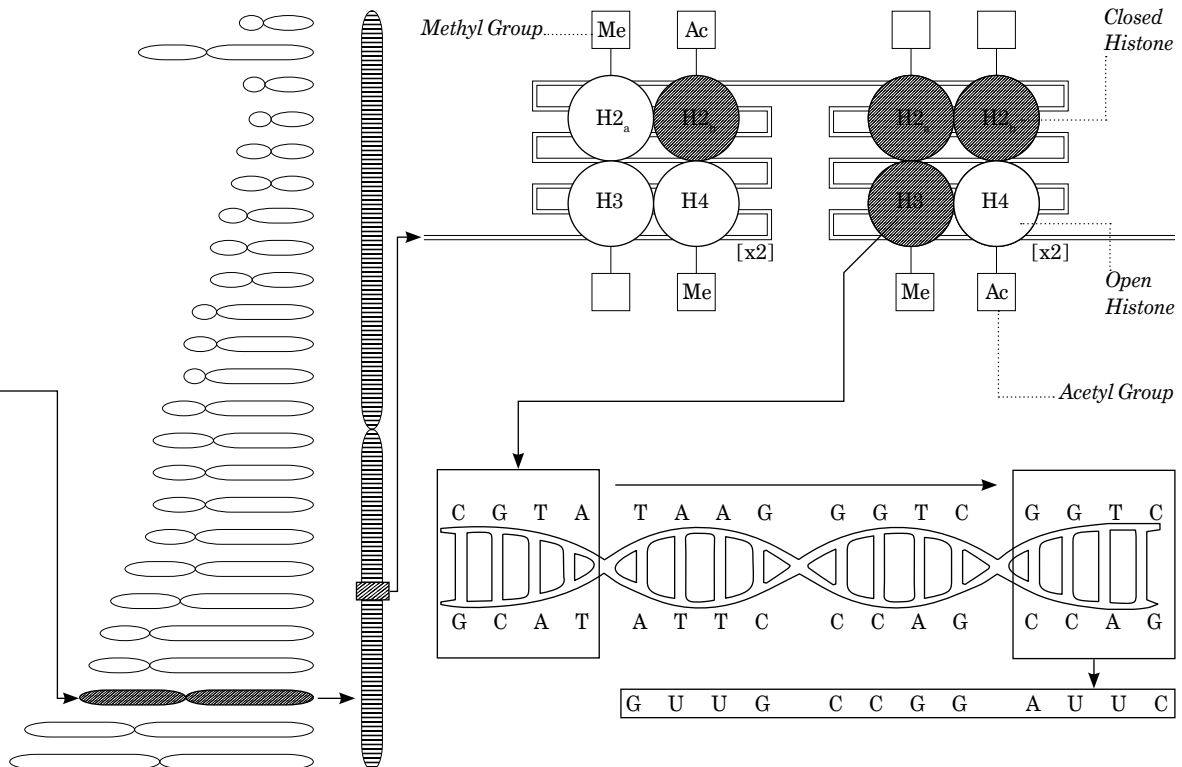 Methyl Group
Me
Ac
Closed
Histone
H2a
H2b
H2a
H2b
H3
H4
H3
H4
[x2]
[x2]
Me
Me
Ac
Open
Histone
Acetyl Group
C G T A T A A G G G T C G G T C
G C A T A T T C C C A G C C A G
G U U G C C G G A U U C